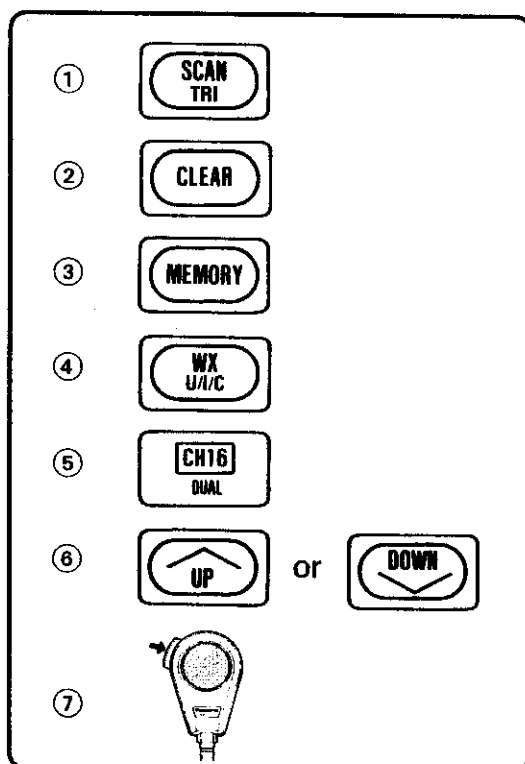 ① SCAN
TRI
② CLEAR
③ MEMORY
④ WX
U/I/C
⑤ CH16
DUAL
⑥ UP or DOWN
⑦